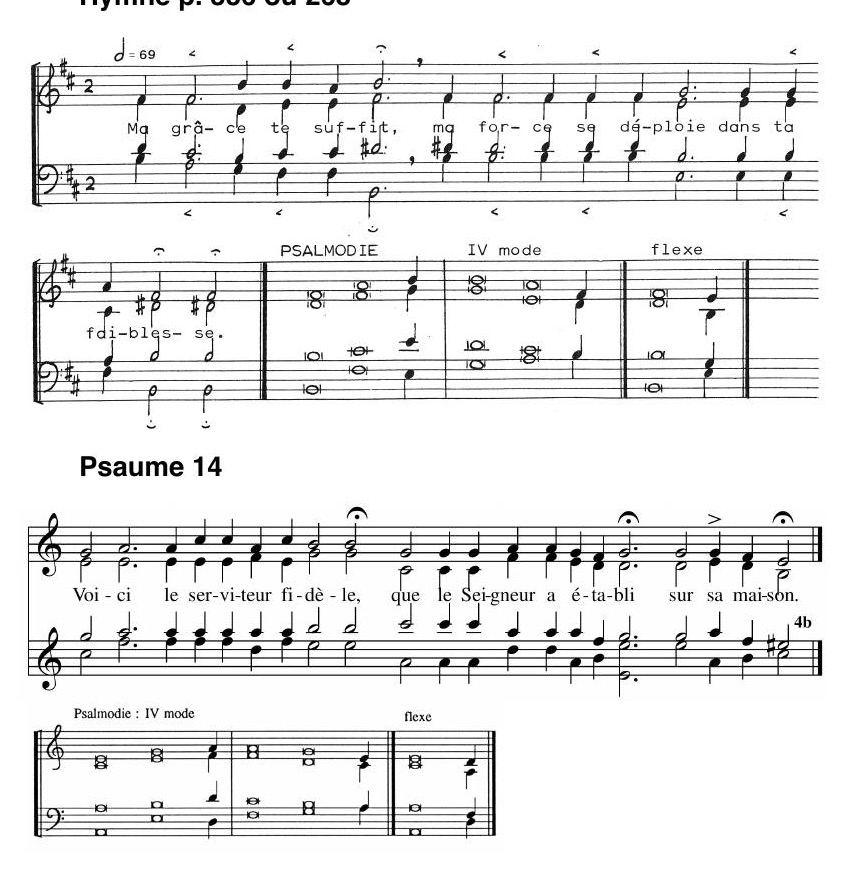 = 69
2
Ma grâ- ce te suf-fit, ma for- ce se dé-ploie dans ta
2
PSALMODIE IV mode flexe
fai-bles- se.
Psaume 14
Voi - ci le ser-vi-teur fi-dè - le, que le Sei-gneur a é-ta-bli sur sa mai-son.
4b
Psalmodie : IV mode flexe